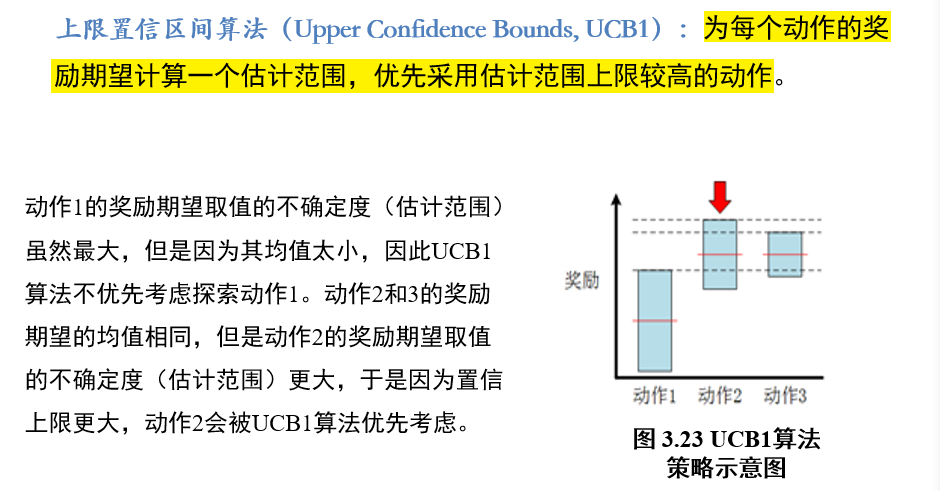 上限置信区间算法（Upper Confidence Bounds, UCB1）：为每个动作的奖
励期望计算一个估计范围，优先采用估计范围上限较高的动作。
动作1的奖励期望取值的不确定度（估计范围）
虽然最大，但是因为其均值太小，因此UCB1
算法不优先考虑探索动作1。动作2和3的奖励
期望的均值相同，但是动作2的奖励期望取值
的不确定度（估计范围）更大，于是因为置信
上限更大，动作2会被UCB1算法优先考虑。
奖励
动作1 动作2 动作3
图 3.23 UCB1算法
策略示意图